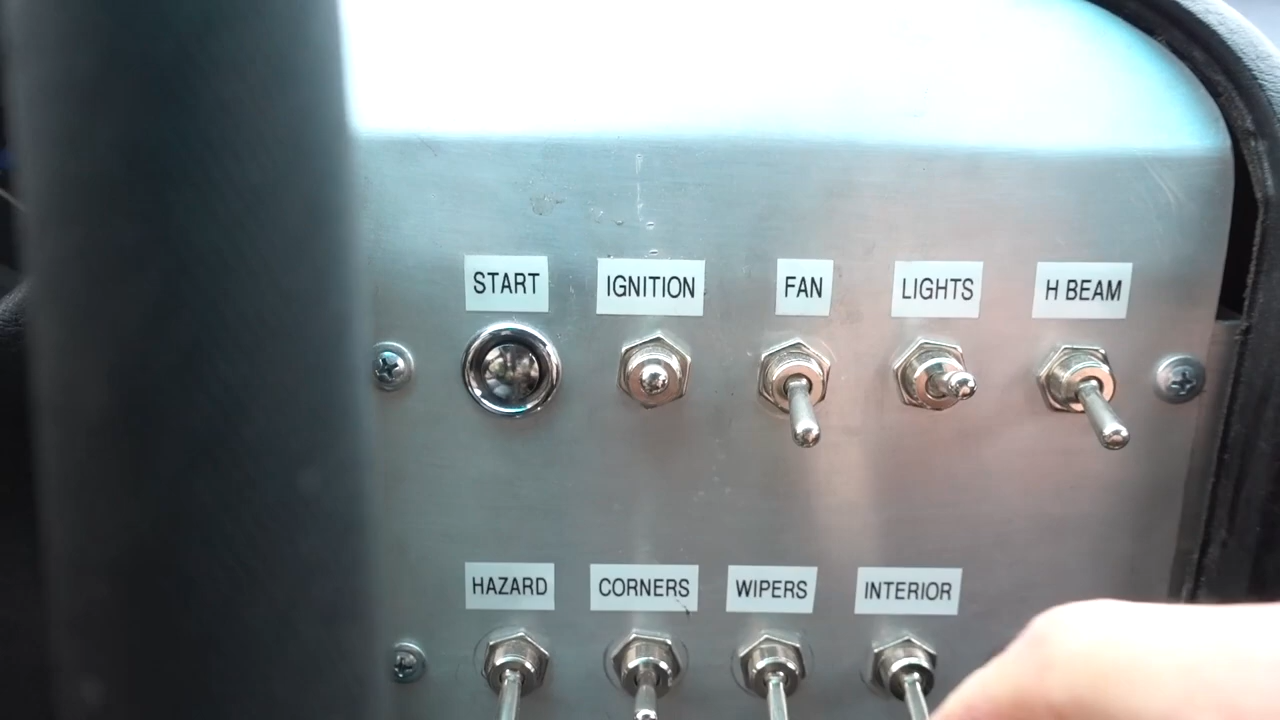 START
IGNITION
FAN
LIGHTS
H BEAM
HAZARD
CORNERS
WIPERS
INTERIOR